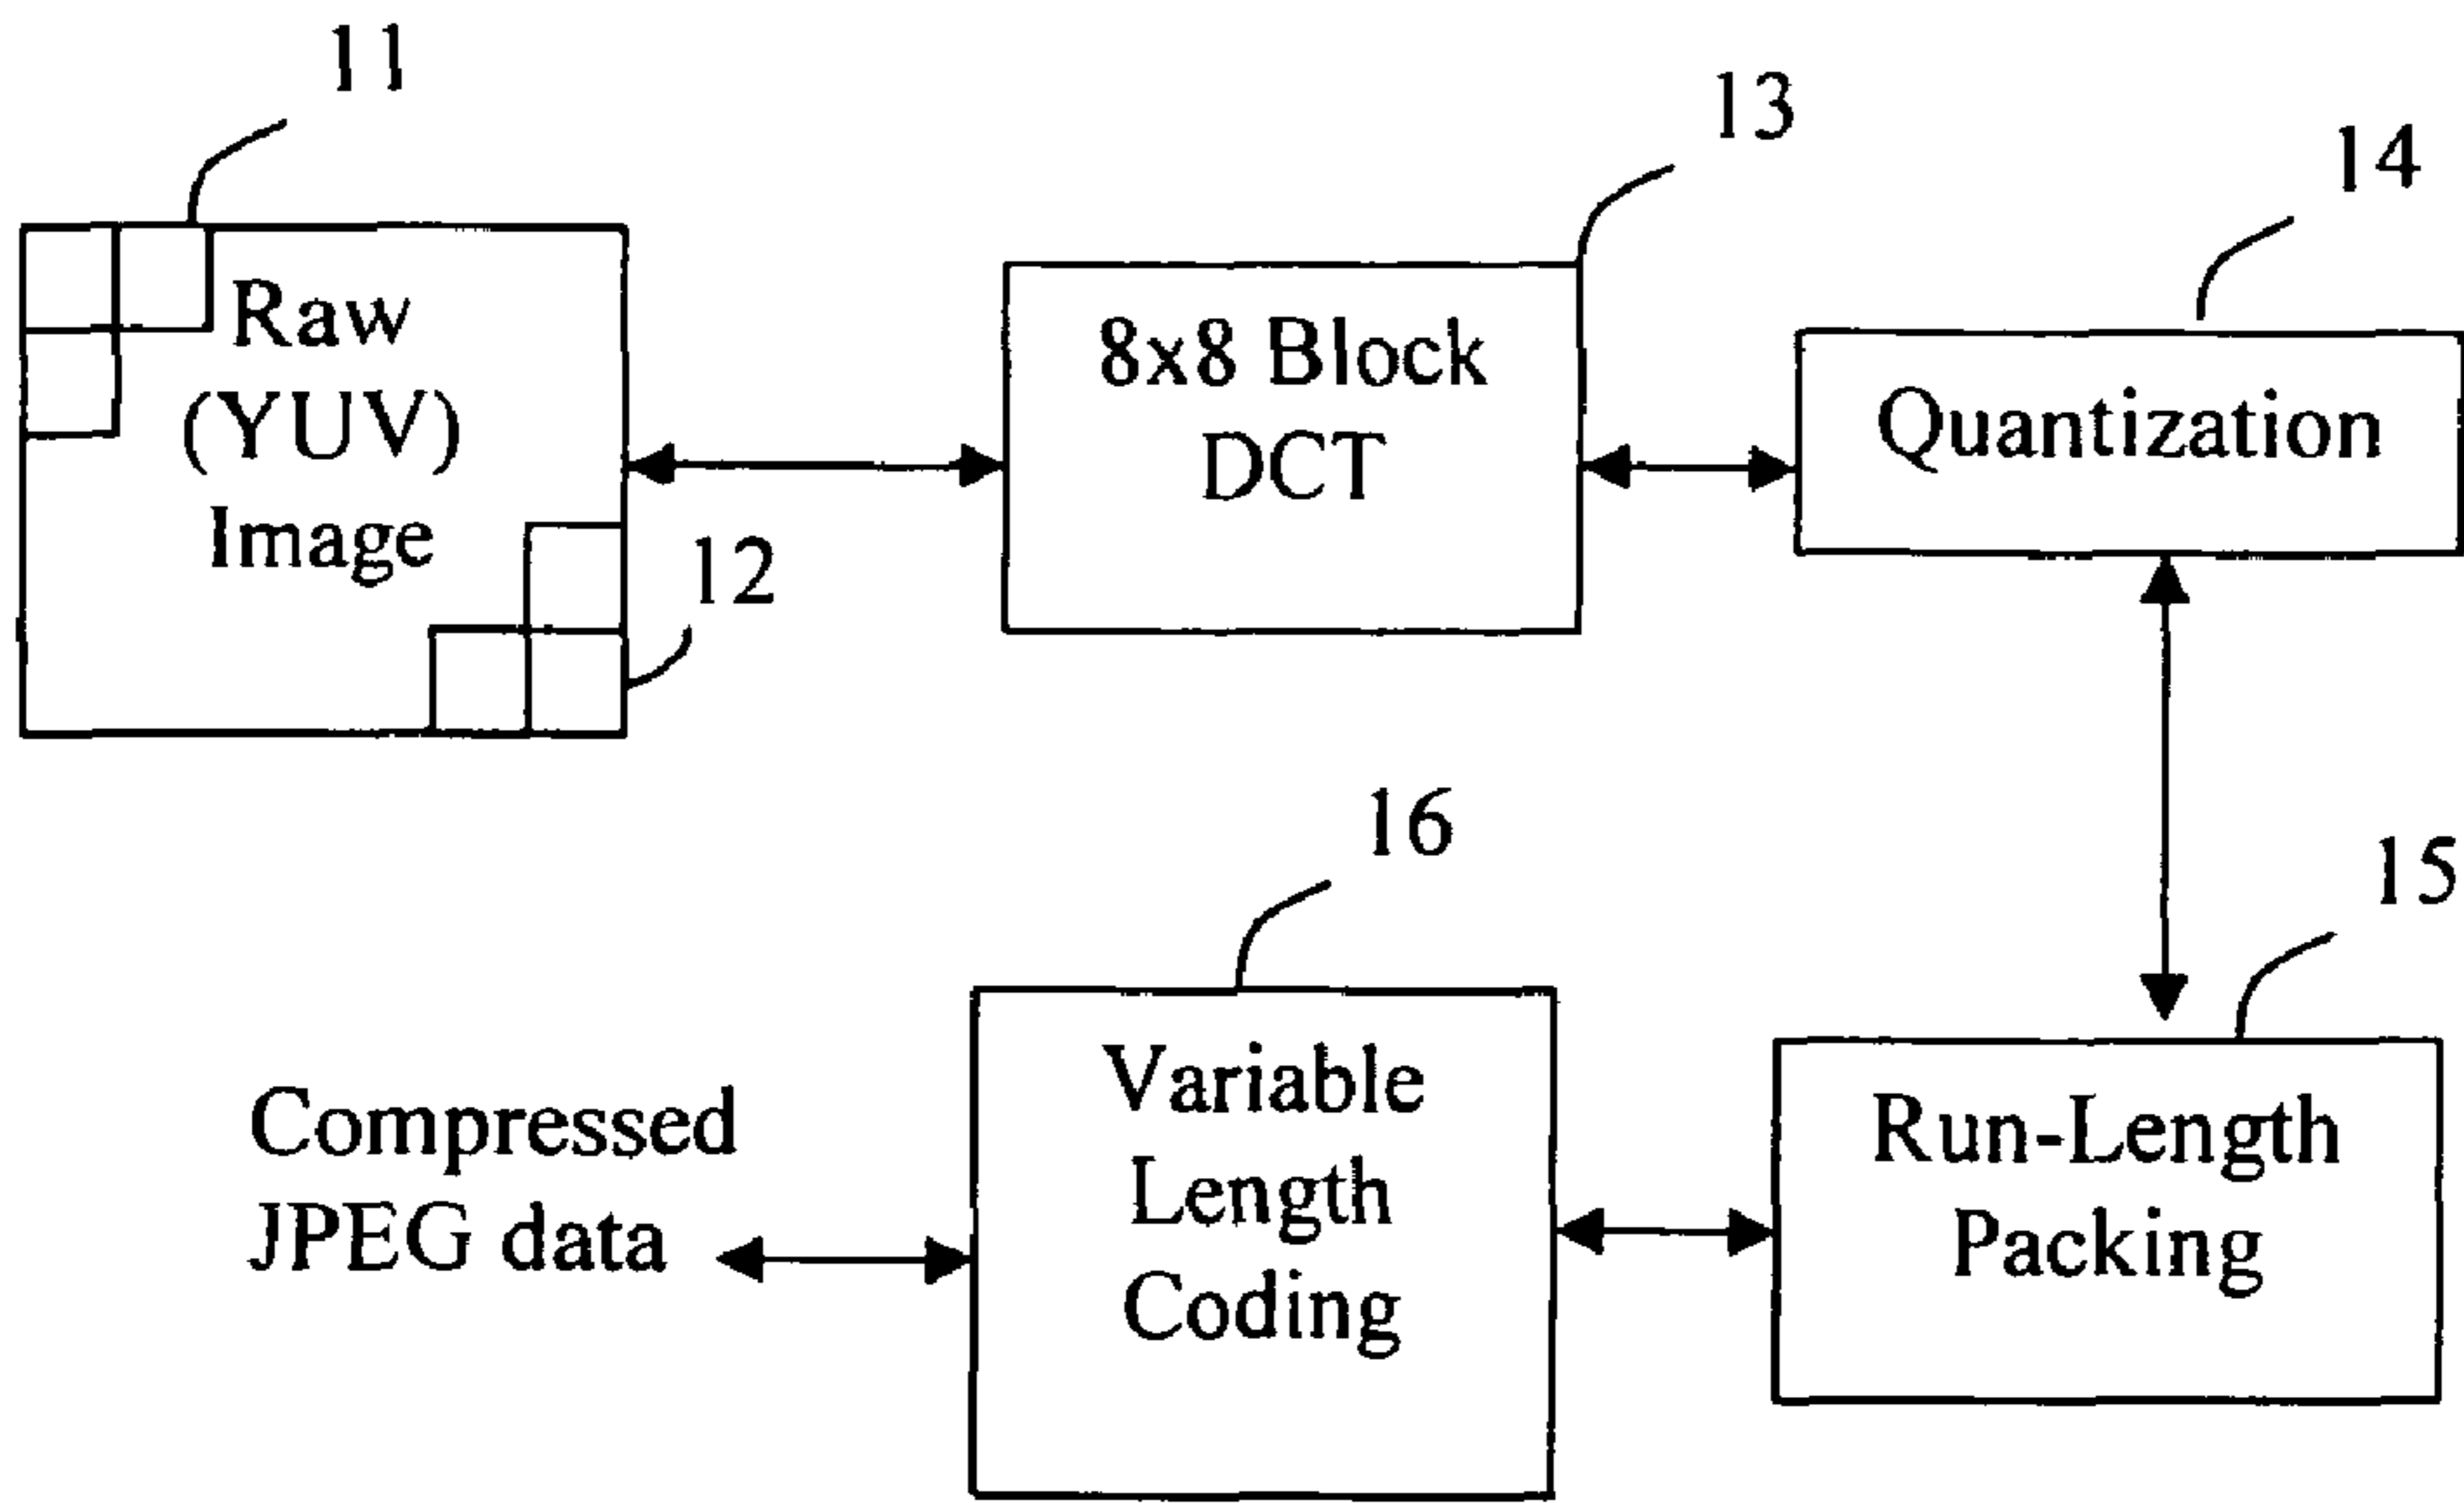 11
Raw
(YUV)
Image
12
13
8x8 Block
DCT
14
Quantization
15
Run-Length
Packing
16
Variable
Length
Coding
Compressed
JPEG data